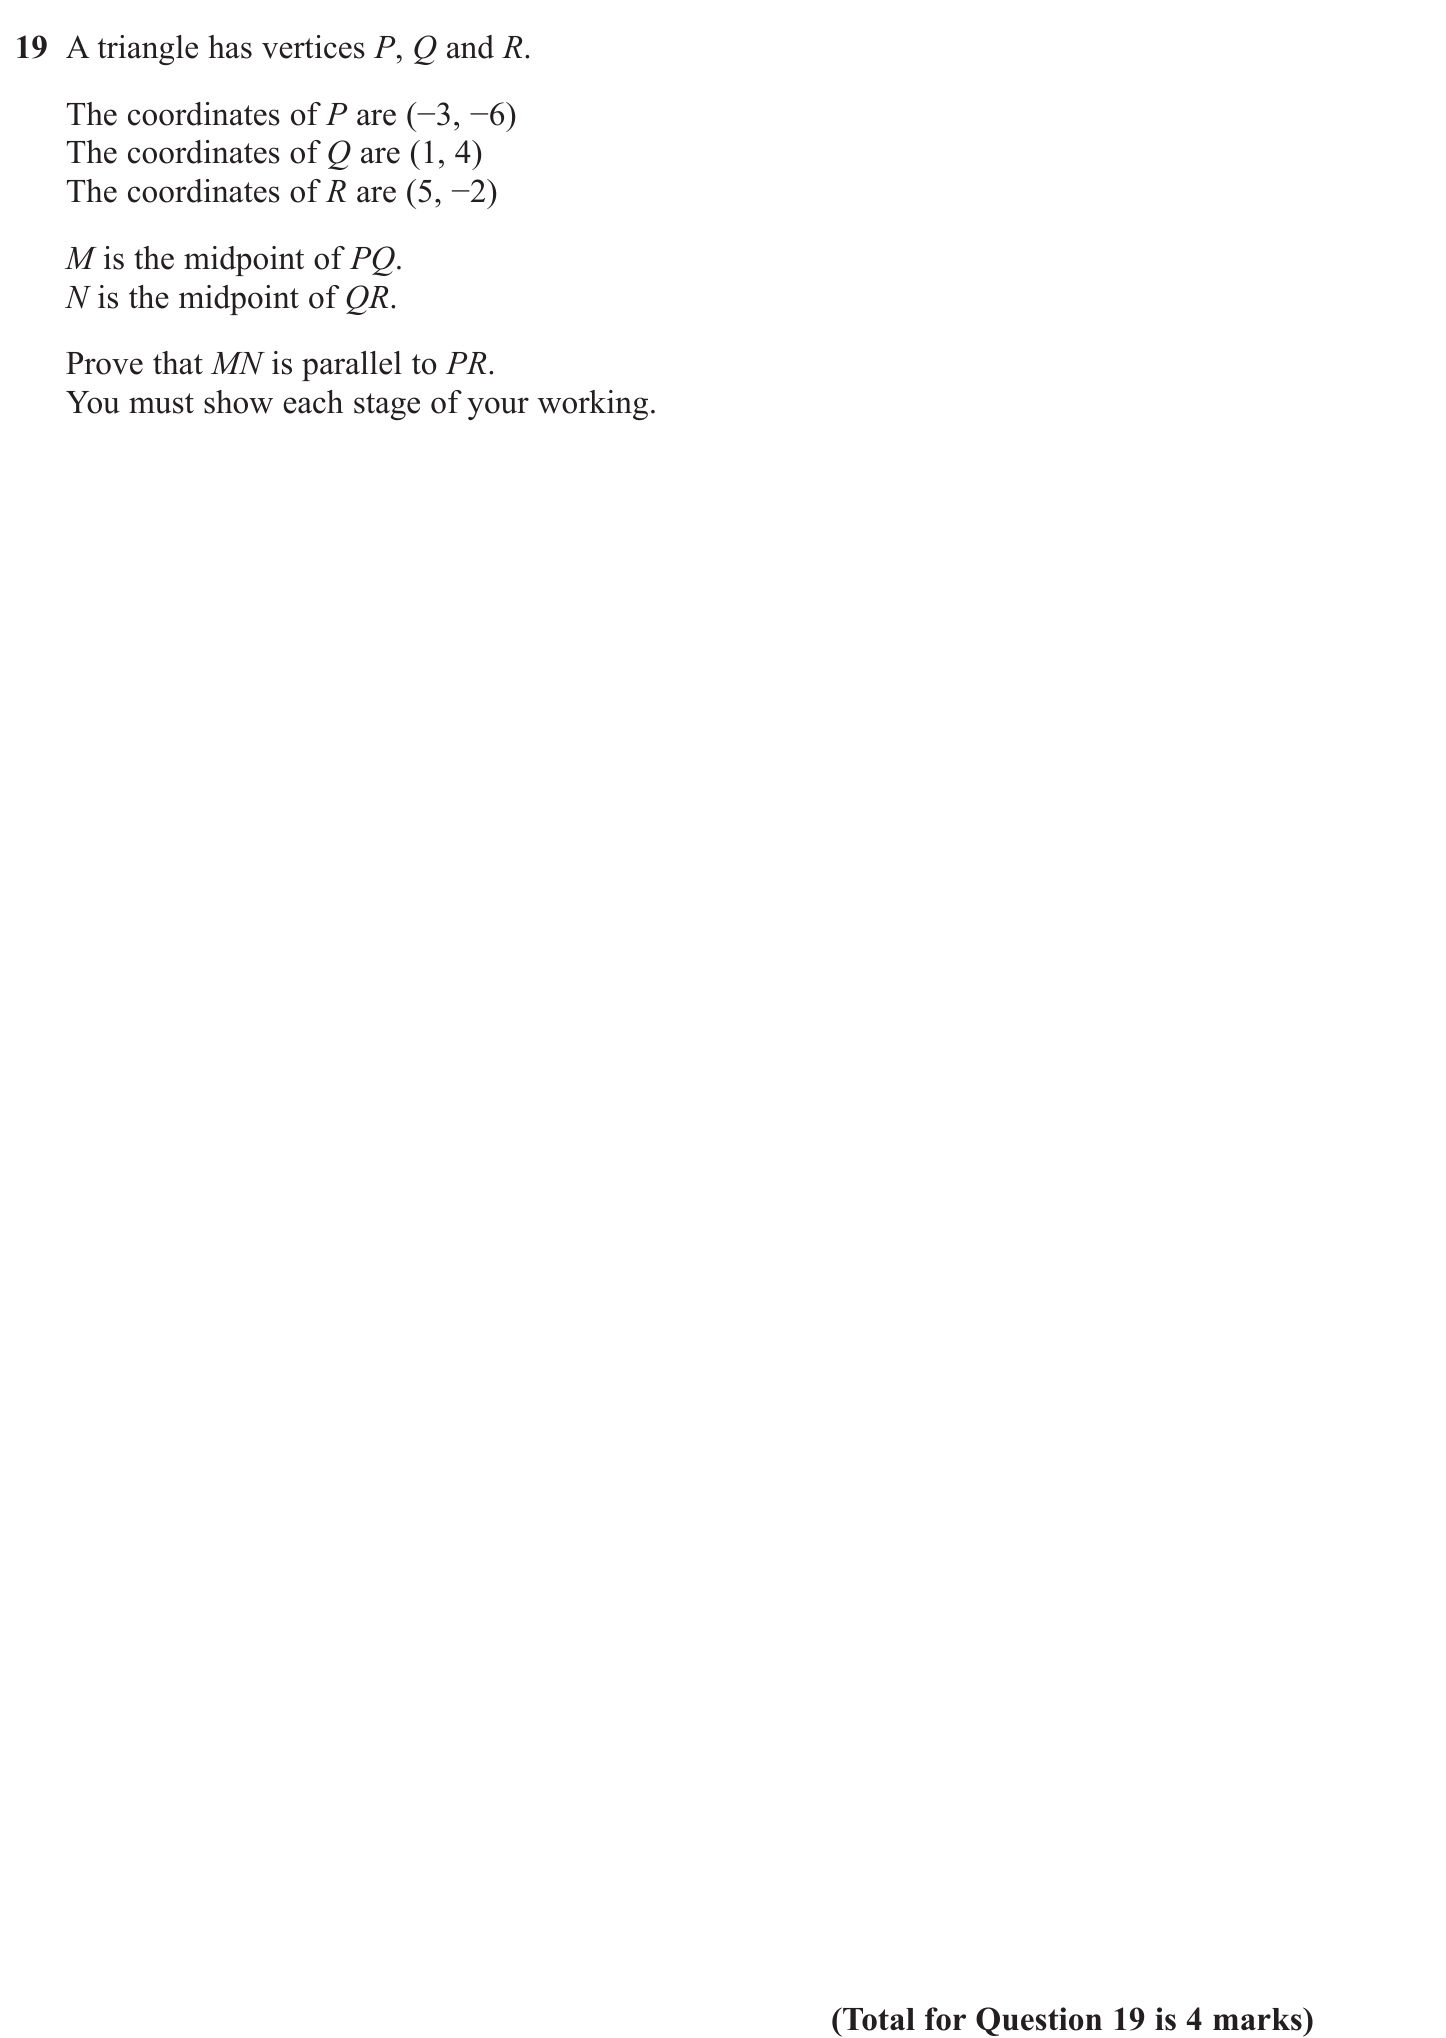 19 A triangle has vertices P, Q and R.
The coordinates of P are (−3, −6)
The coordinates of Q are (1, 4)
The coordinates of R are (5, −2)
M is the midpoint of PQ.
N is the midpoint of QR.
Prove that MN is parallel to PR.
You must show each stage of your working.
(Total for Question 19 is 4 marks)